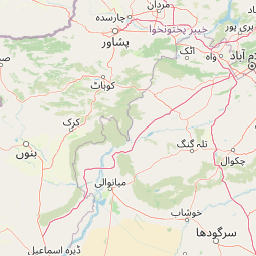 مردان
چارسدہ
خیبر پختونخوا
پشاور
اٹک
واہ
کوہاٹ
کرک
بنوں
تلہ گنگ
چکوال
میانوالی
خوشاب
سرگودھا
ڈیرہ اسماعیل